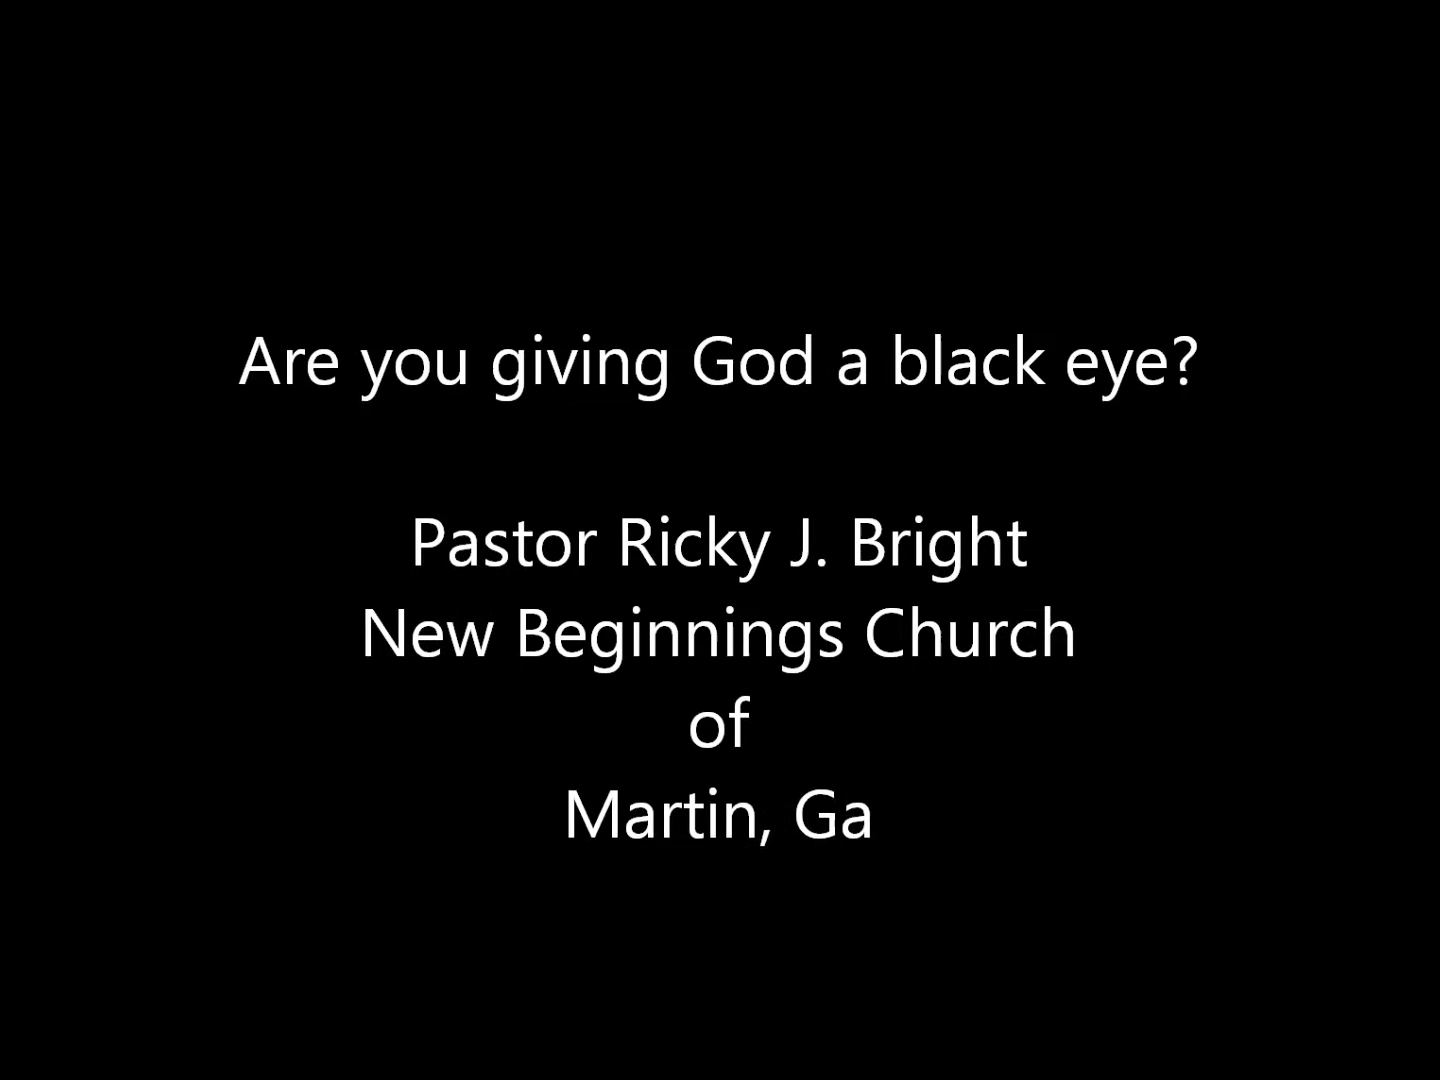 Are you giving God a black eye?
Pastor Ricky J. Bright
New Beginnings Church
of
Martin, Ga